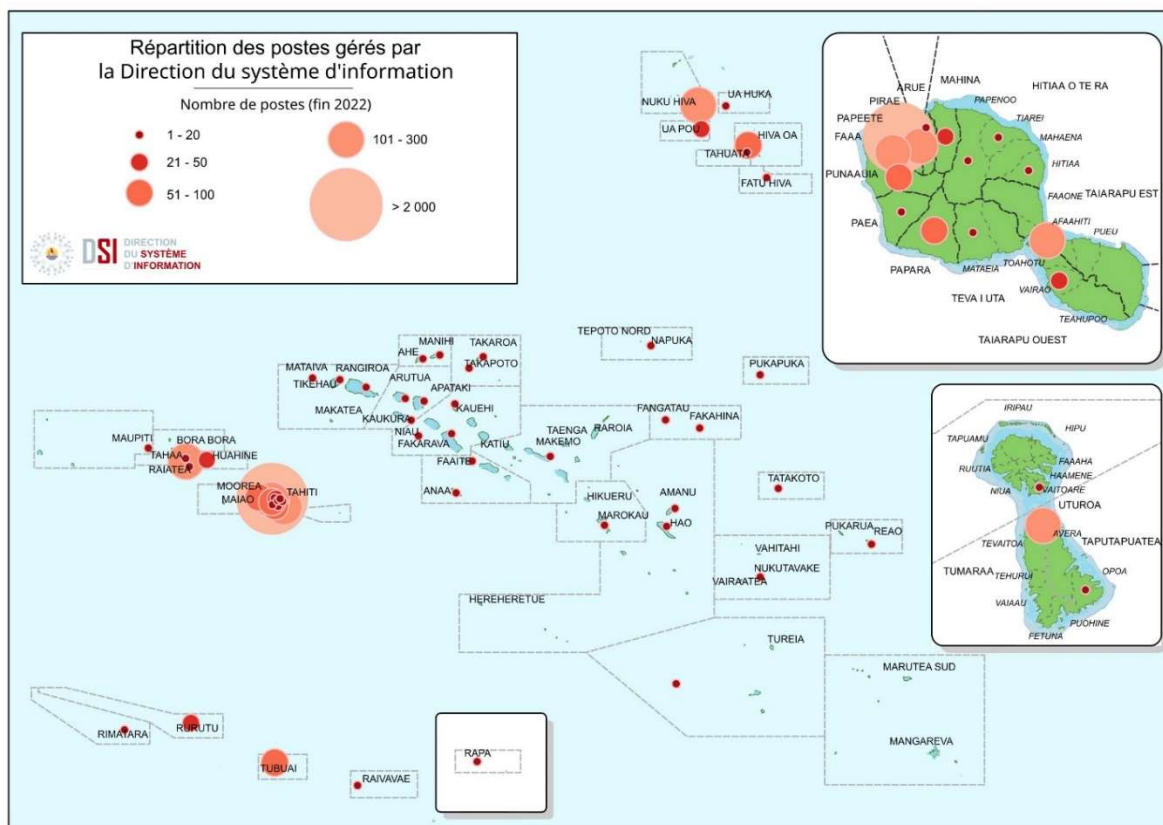 Répartition des postes gérés par
la Direction du système d'information
Nombre de postes (fin 2022)
1 - 20
21 - 50
51 - 100
101 - 300
> 2 000
DSI
DIRECTION
DU SYSTÈME
D'INFORMATION
NUKU HIVA
UA HUKA
UA POU
HIVA OA
TAHUATA
FATU HIVA
ARUE
MAHINA
HITIAA O TE RA
PIRAE
PAPENOO
PAPEETE
TIAREI
FAAA
MAHAENA
PUNAAUIA
HITIAA
FAAONE
TAIARAPU EST
PAEA
AFAAHITI
PUEU
PAPARA
MATAEIA
TOAHOTU
VAIRAO
TEVA I UTA
TEAHUPOO
TAIARAPU OUEST
TEPOTO NORD
NAPUKA
MANIHI
TAKAROA
AHE
TAKAPOTO
PUKAPUKA
MATAIVA
RANGIROA
TIKEHAU
ARUTUA
APATAKI
MAKATEA
KAUKURA
KAUEHI
FANGATAU
FAKAHINA
NIAU
TAENGA
RAROIA
FAKARAVA
KATIU
MAKEMO
MAUPITI
BORA BORA
TAHAA
HUAHINE
RAIATEA
FAAITE
MOOREA
TAHITI
MAIAO
ANAA
TATAKOTO
HIKUERU
AMANU
MAROKAU
HAO
PUKARUA
REAO
VAHITAHI
NUKUTAVAKE
VAIRAATEA
HEREHERETUE
TUREIA
MARUTEA SUD
MANGAREVA
RIMATARA
RURUTU
TUBUAI
RAIVAVAE
RAPA
IRIPAU
TAPUAMU
HIPU
RUUTIA
FAAAHA
HAAMENE
NIUA
VAITOARE
UTUROA
TEVAITOA
AVERA
TAPUTAPUATEA
TUMARAA
TEHURUI
OPOA
VAIAAU
PUOHINE
FETUNA